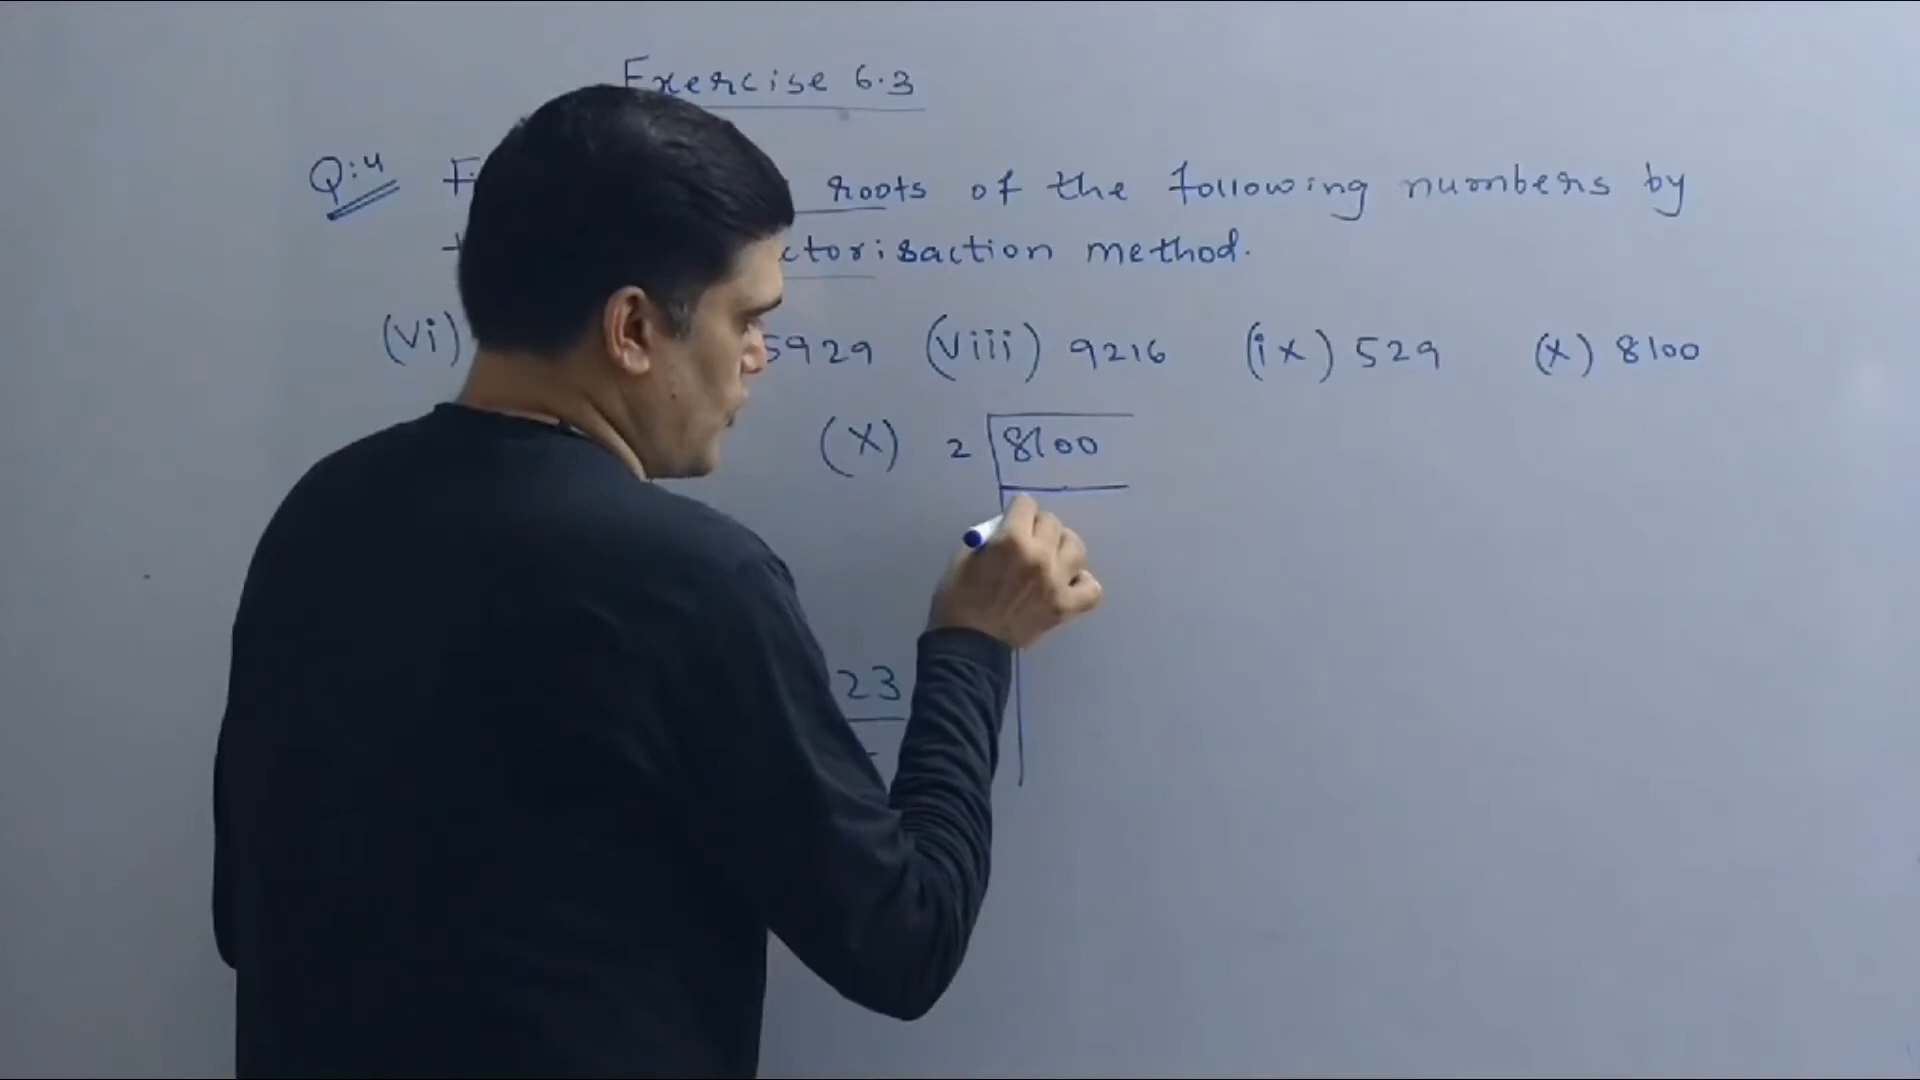 Exercise 6.3
Q:4 roots of the following numbers by
ctorisaction method.
(vi) 5929 (viii) 9216 (ix) 529 (x) 8100
(x) 2 8100
23